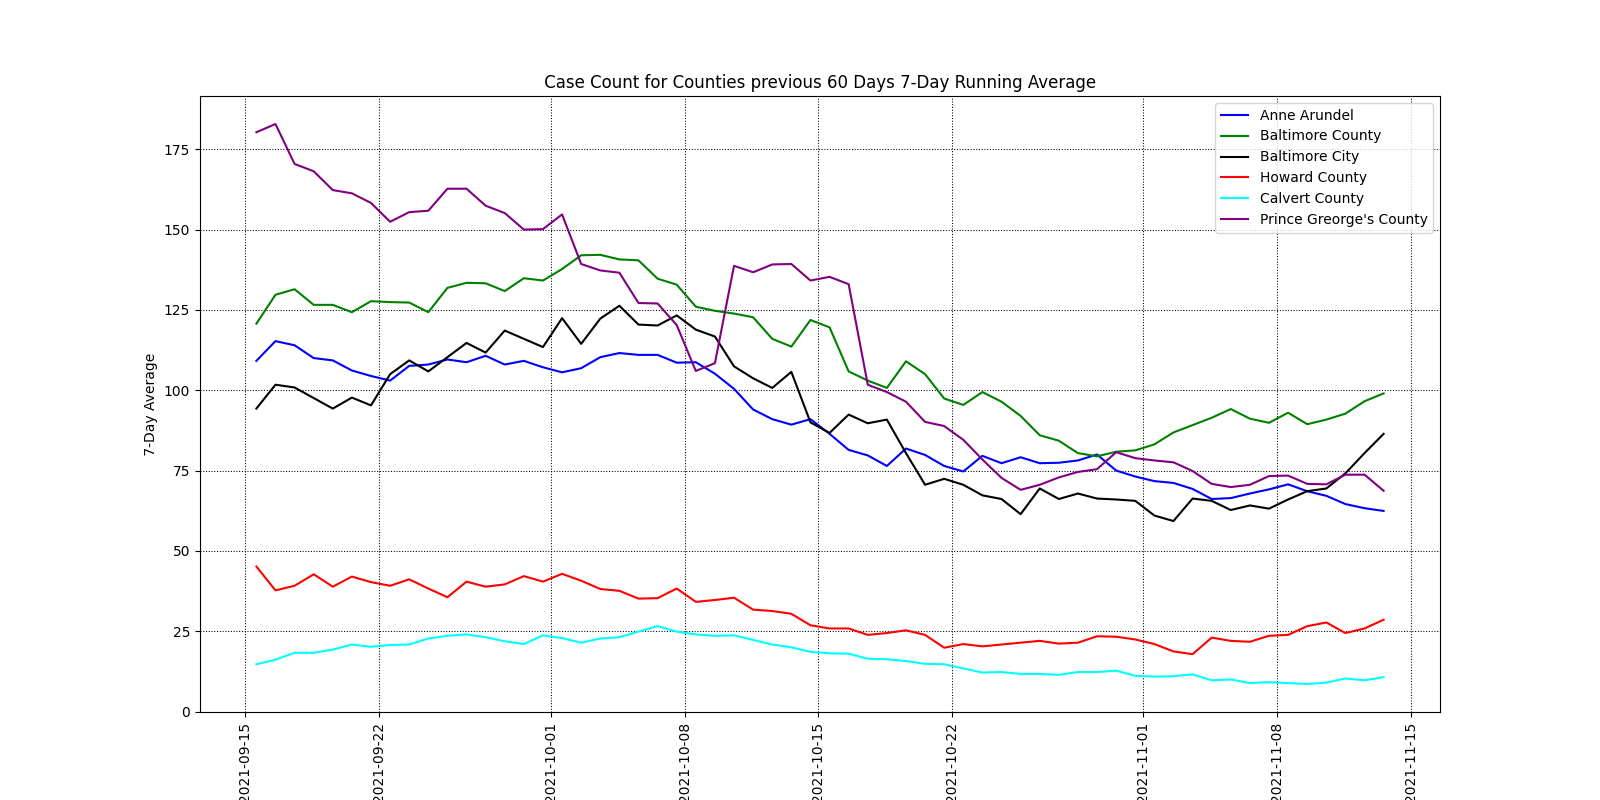 Case Count for Counties previous 60 Days 7-Day Running Average
Anne Arundel
Baltimore County
Baltimore City
Howard County
Calvert County
Prince Greorge's County
7-Day Average
175
150
125
100
75
50
25
0
2021-09-15
2021-09-22
2021-10-01
2021-10-08
2021-10-15
2021-10-22
2021-11-01
2021-11-08
2021-11-15